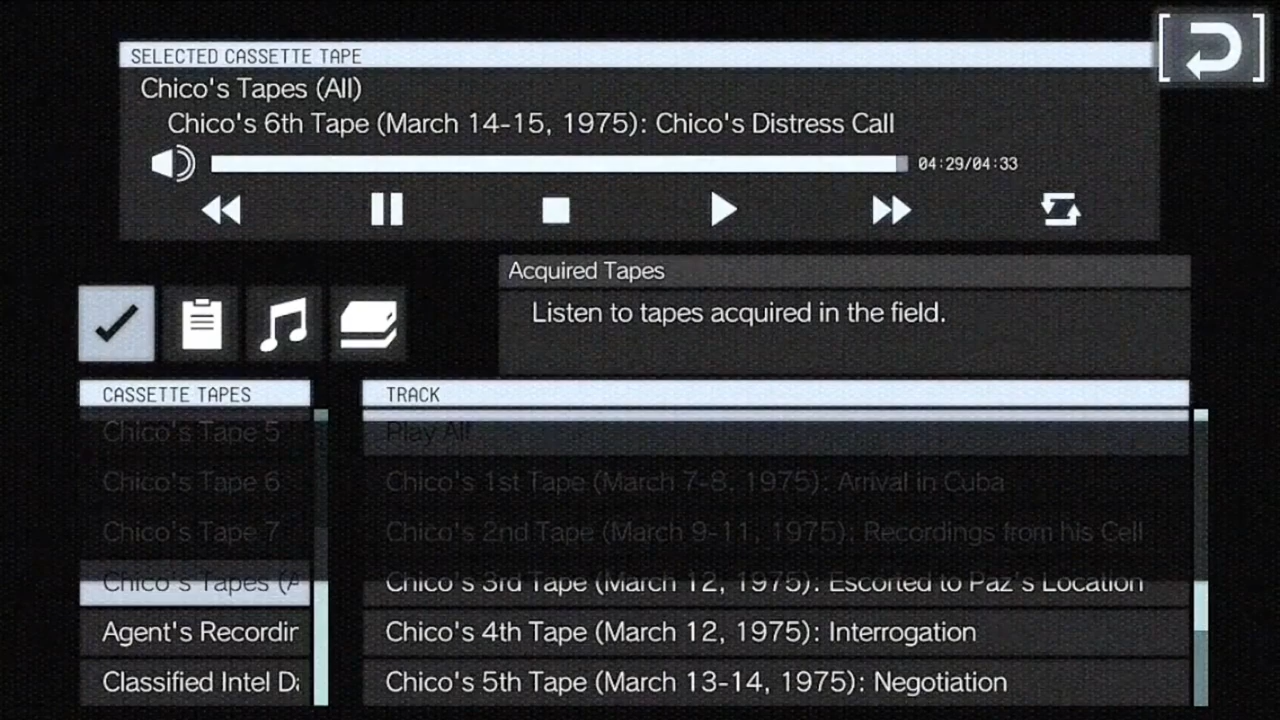 SELECTED CASSETTE TAPE
Chico's Tapes (All)
Chico's 6th Tape (March 14-15, 1975): Chico's Distress Call
04:29/04:33
Acquired Tapes
Listen to tapes acquired in the field.
CASSETTE TAPES
TRACK
Chico's Tape 5
Play All
Chico's Tape 6
Chico's 1st Tape (March 7-8, 1975): Arrival in Cuba
Chico's Tape 7
Chico's 2nd Tape (March 9-11, 1975): Recordings from his Cell
Chico's Tapes (A
Chico's 3rd Tape (March 12, 1975): Escorted to Paz's Location
Agent's Recordin
Chico's 4th Tape (March 12, 1975): Interrogation
Classified Intel Da
Chico's 5th Tape (March 13-14, 1975): Negotiation